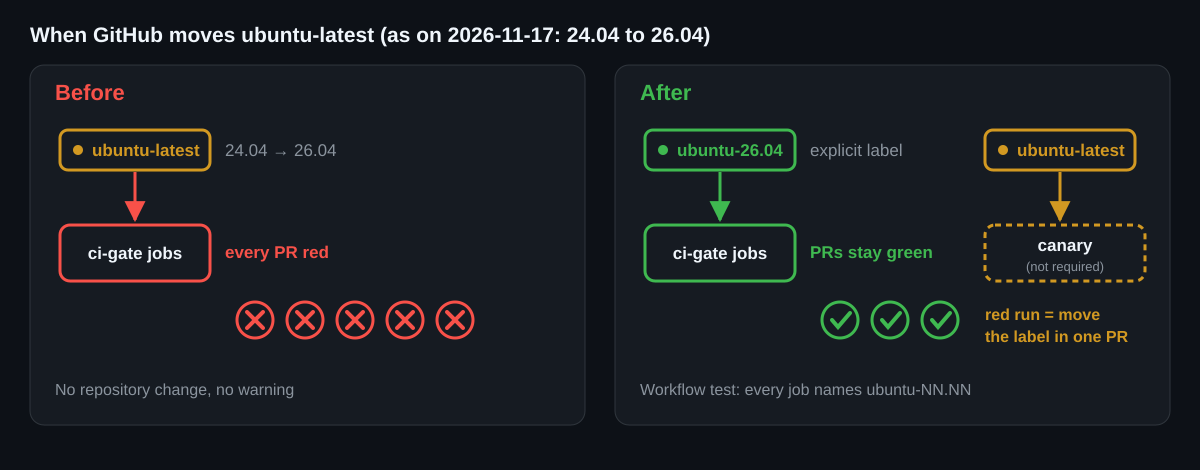 When GitHub moves ubuntu-latest (as on 2026-11-17: 24.04 to 26.04)
Before
ubuntu-latest
24.04 → 26.04
ci-gate jobs
every PR red
No repository change, no warning
After
ubuntu-26.04
explicit label
ubuntu-latest
ci-gate jobs
PRs stay green
canary
(not required)
red run = move
the label in one PR
Workflow test: every job names ubuntu-NN.NN